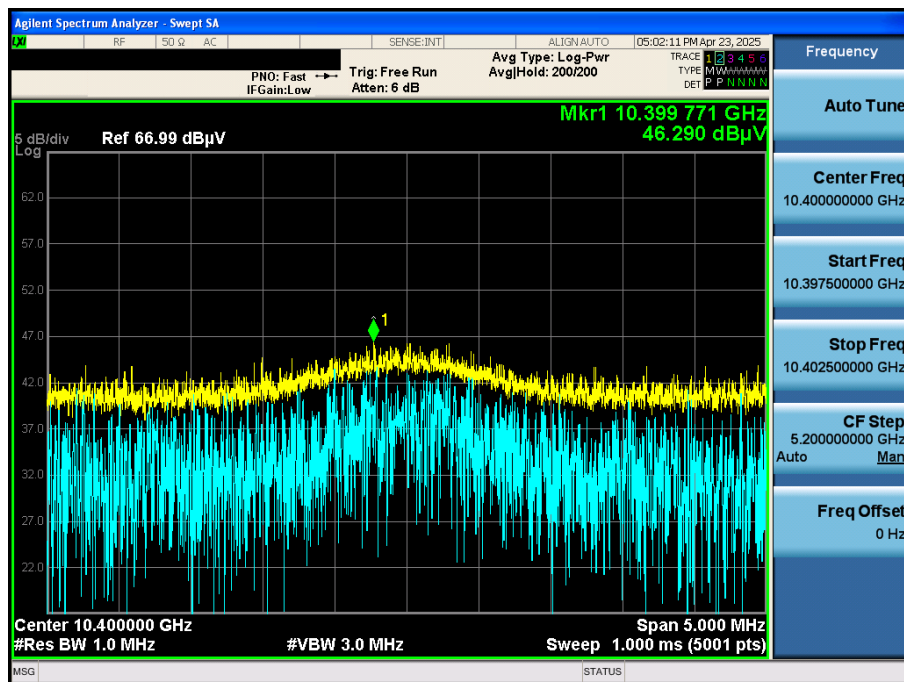 Agilent Spectrum Analyzer - Swept SA
LXI RF 50 Ω AC SENSE:INT ALIGN AUTO 05:02:11 PM Apr 23, 2025
PNO: Fast
IFGain:Low
Trig: Free Run
Atten: 6 dB
Avg Type: Log-Pwr
Avg|Hold: 200/200
TRACE 1 2 3 4 5 6
TYPE M W W W W W
DET P P N N N N
Mkr1 10.399 771 GHz
46.290 dBµV
5 dB/div
Log
Ref 66.99 dBµV
62.0
57.0
52.0
47.0
42.0
37.0
32.0
27.0
22.0
1
Center 10.400000 GHz
Span 5.000 MHz
#Res BW 1.0 MHz
#VBW 3.0 MHz
Sweep 1.000 ms (5001 pts)
MSG
STATUS
Frequency
Auto Tune
Center Freq
10.400000000 GHz
Start Freq
10.397500000 GHz
Stop Freq
10.402500000 GHz
CF Step
5.200000000 GHz
Auto Man
Freq Offset
0 Hz